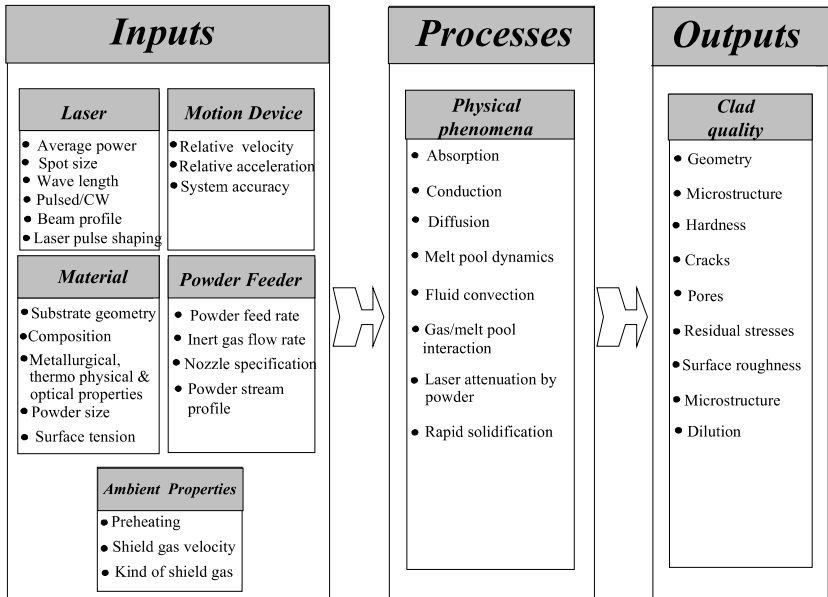 Inputs
Laser
• Average power
• Spot size
• Wave length
• Pulsed/CW
• Beam profile
• Laser pulse shaping
Motion Device
• Relative velocity
• Relative acceleration
• System accuracy
Material
• Substrate geometry
• Composition
• Metallurgical,
thermo physical &
optical properties
• Powder size
• Surface tension
Powder Feeder
• Powder feed rate
• Inert gas flow rate
• Nozzle specification
• Powder stream
profile
Ambient Properties
• Preheating
• Shield gas velocity
• Kind of shield gas
Processes
Physical
phenomena
• Absorption
• Conduction
• Diffusion
• Melt pool dynamics
• Fluid convection
• Gas/melt pool
interaction
• Laser attenuation by
powder
• Rapid solidification
Outputs
Clad
quality
• Geometry
• Microstructure
• Hardness
• Cracks
• Pores
• Residual stresses
• Surface roughness
• Microstructure
• Dilution